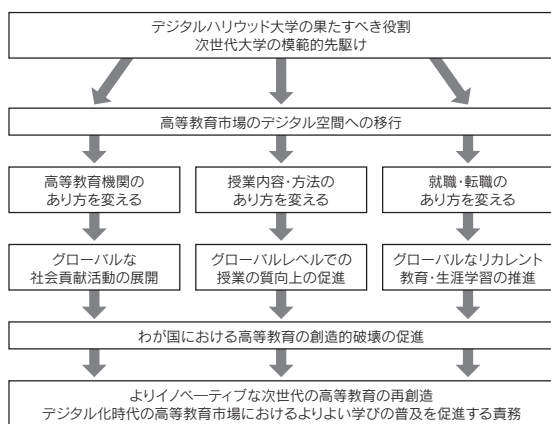 デジタルハリウッド大学の果たすべき役割
次世代大学の模範的先駆け
高等教育市場のデジタル空間への移行
高等教育機関の
あり方を変える
授業内容・方法の
あり方を変える
就職・転職の
あり方を変える
グローバルな
社会貢献活動の展開
グローバルレベルでの
授業の質向上の促進
グローバルなリカレント
教育・生涯学習の推進
わが国における高等教育の創造的破壊の促進
よりイノベーティブな次世代の高等教育の再創造
デジタル化時代の高等教育市場におけるよりよい学びの普及を促進する責務